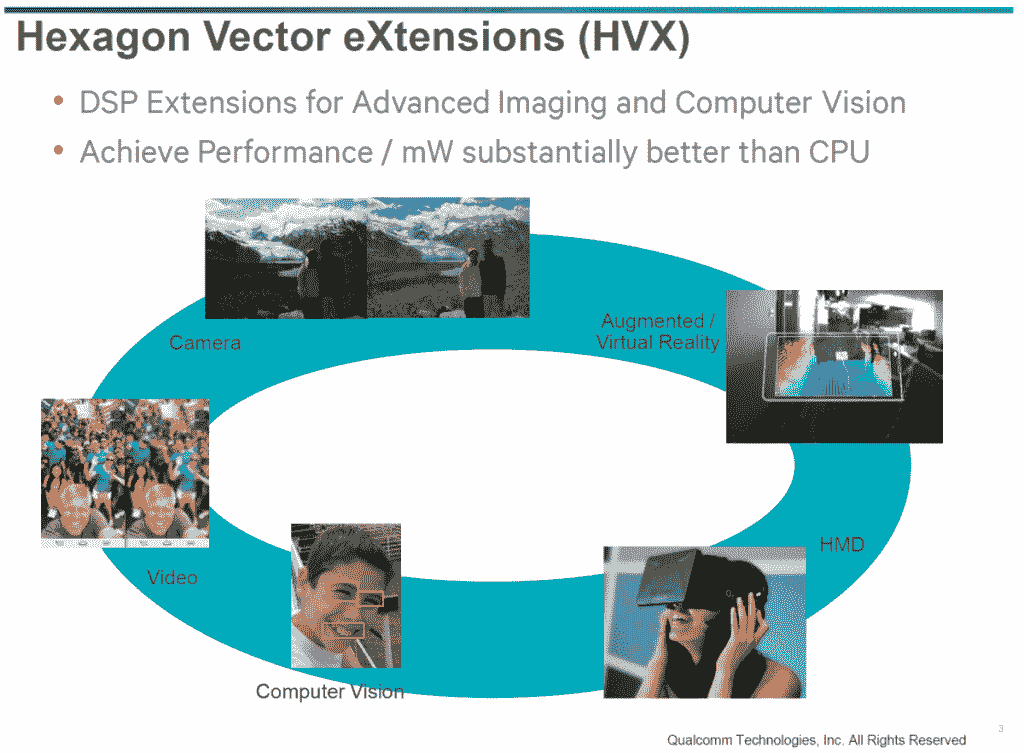 Hexagon Vector eXtensions (HVX)
• DSP Extensions for Advanced Imaging and Computer Vision
• Achieve Performance / mW substantially better than CPU
Camera
Augmented /
Virtual Reality
HMD
Video
Computer Vision
3
Qualcomm Technologies, Inc. All Rights Reserved